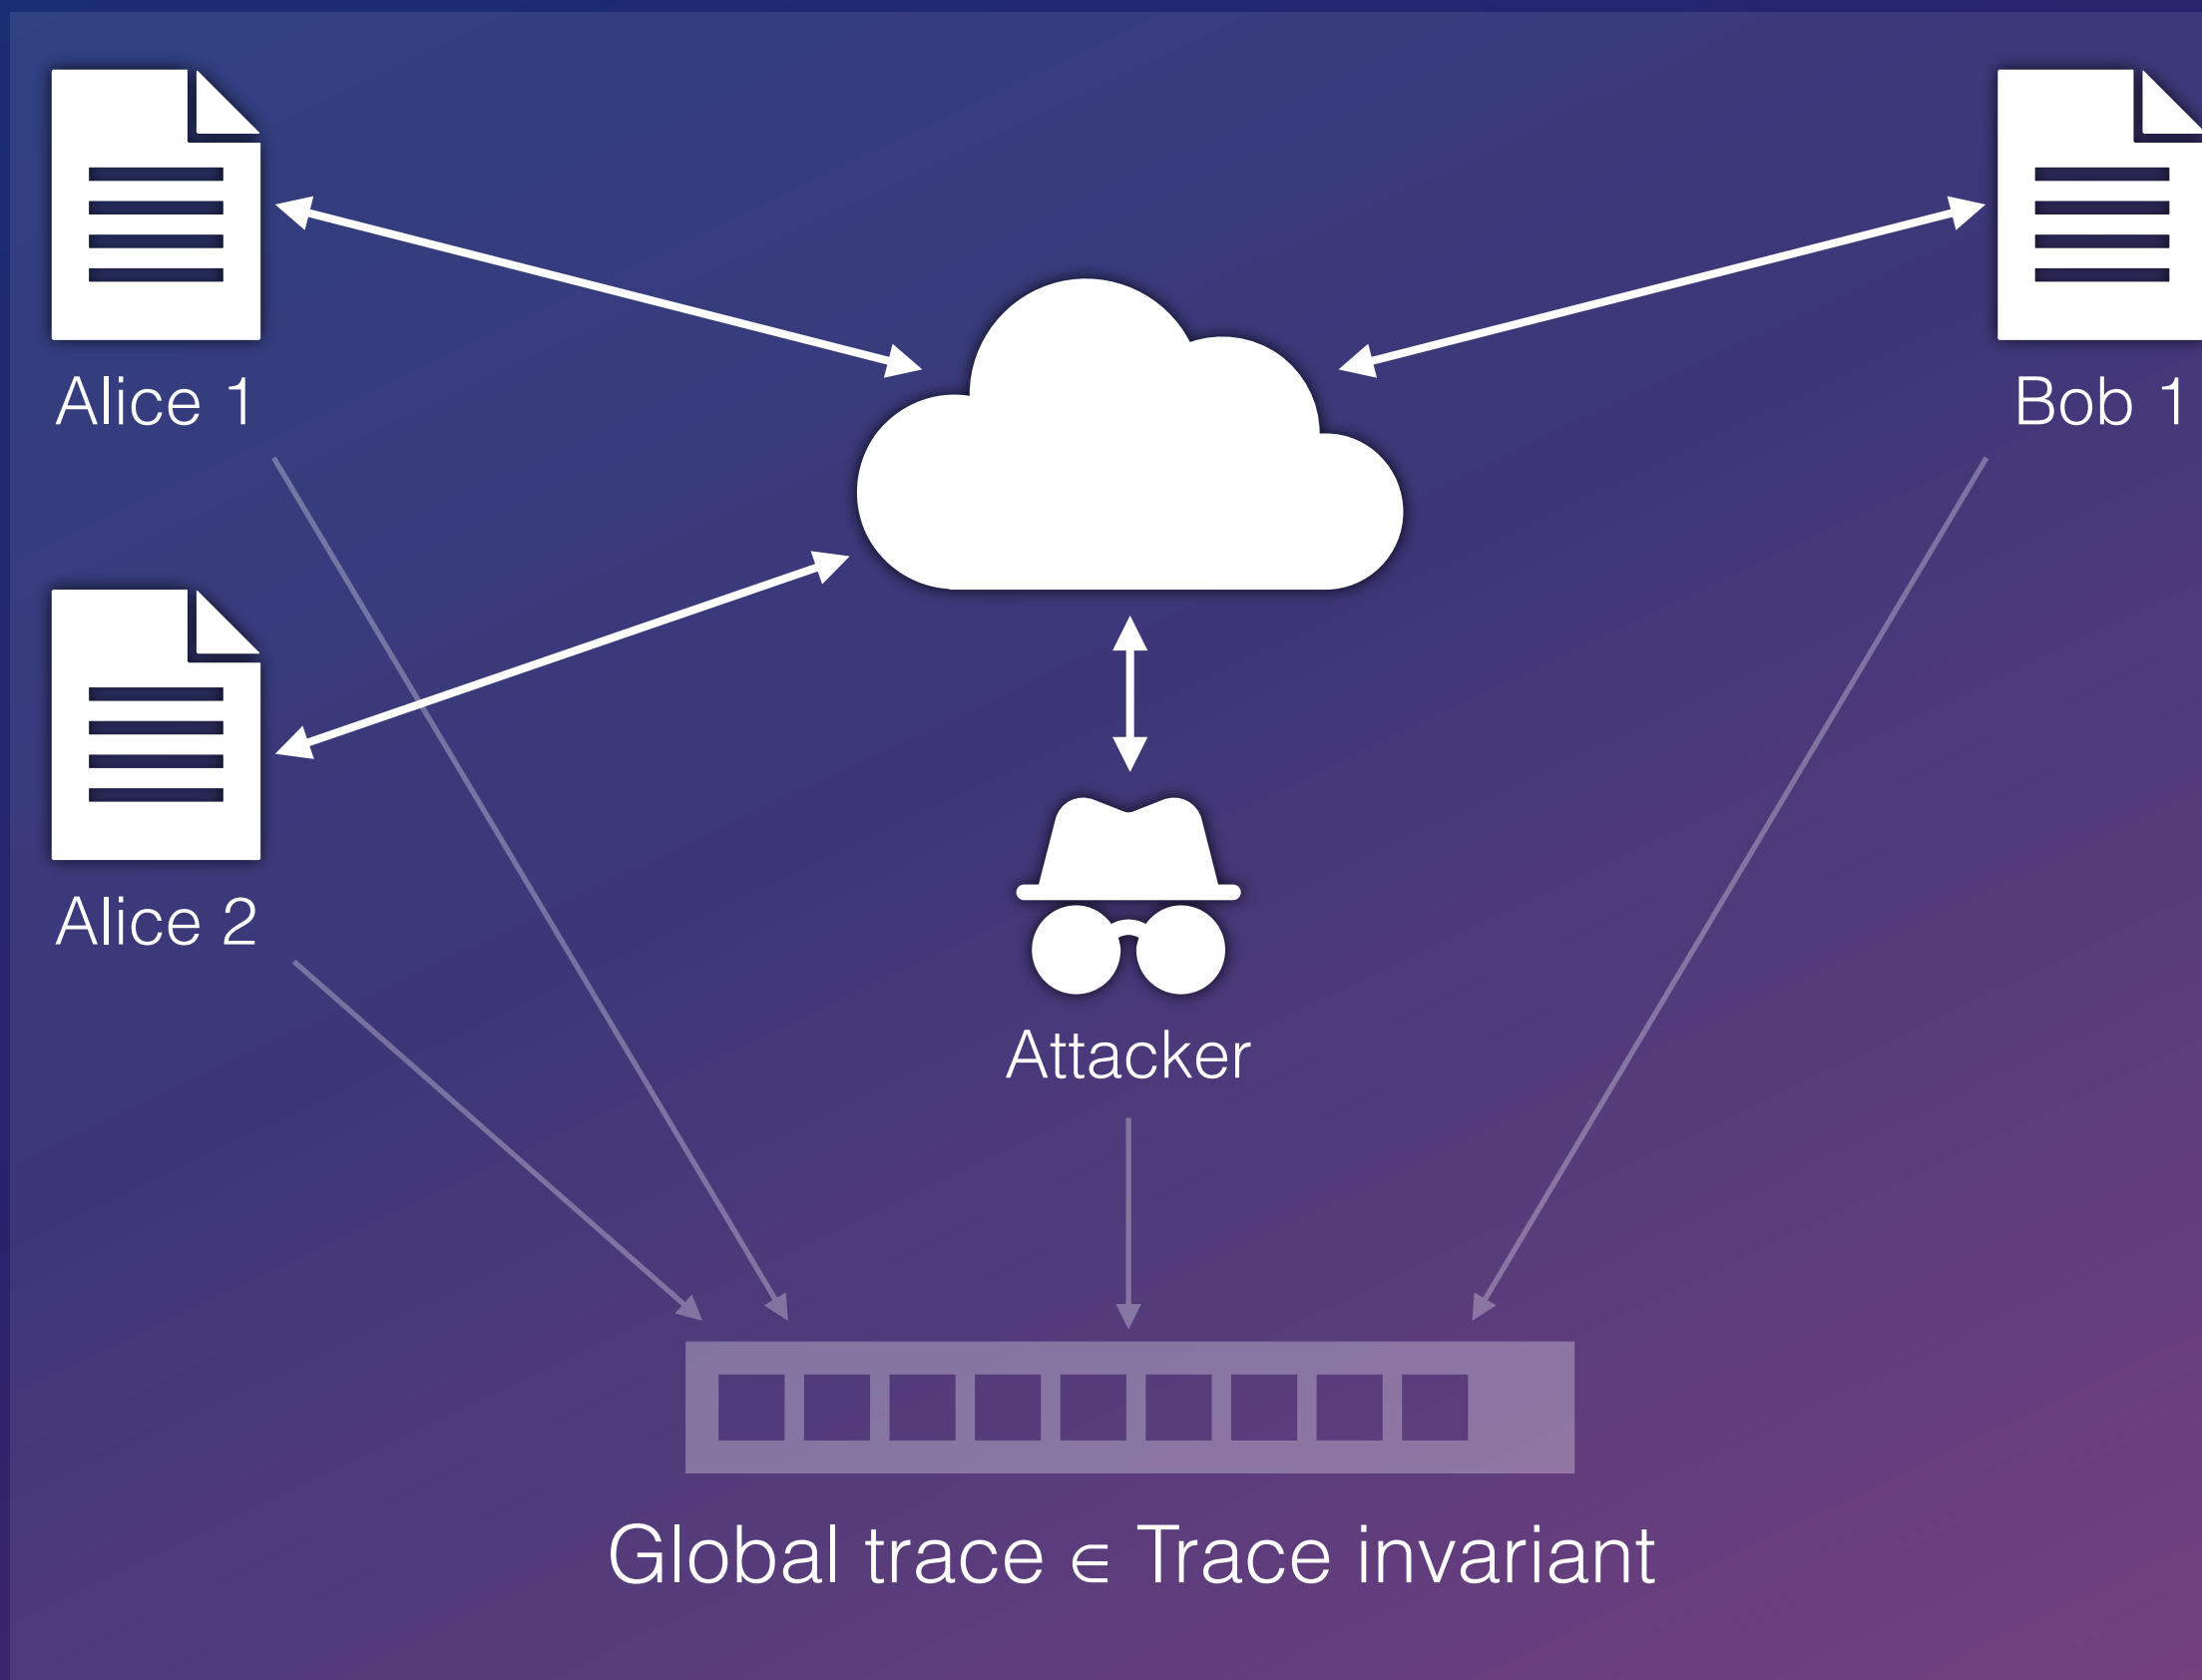 Alice 1
Bob 1
Alice 2
Attacker
Global trace ∈ Trace invariant